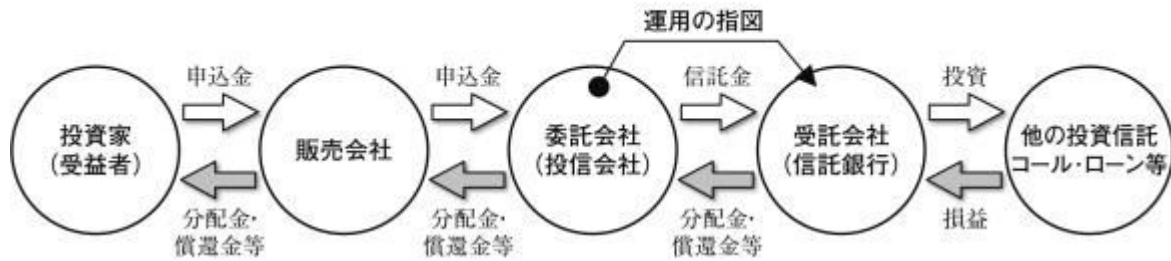 運用の指図
申込金
申込金
信託金
投資
投資家
(受益者)
販売会社
委託会社
(投信会社)
受託会社
(信託銀行)
他の投資信託
コール・ローン等
分配金・
償還金等
分配金・
償還金等
分配金・
償還金等
損益